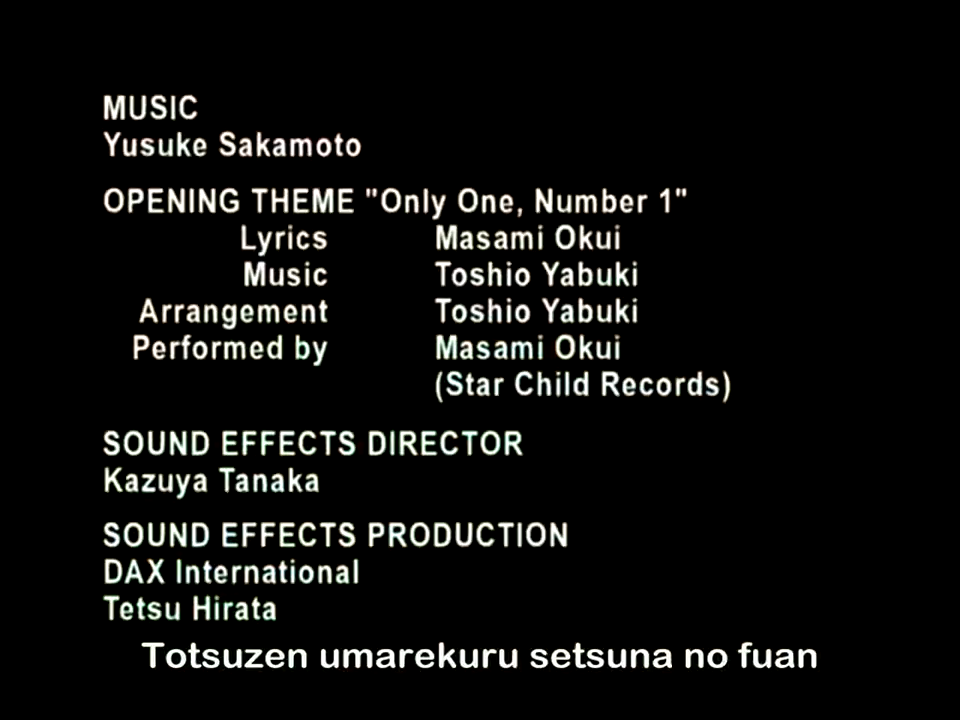 MUSIC
Yusuke Sakamoto
OPENING THEME "Only One, Number 1"
Lyrics Masami Okui
Music Toshio Yabuki
Arrangement Toshio Yabuki
Performed by Masami Okui
(Star Child Records)
SOUND EFFECTS DIRECTOR
Kazuya Tanaka
SOUND EFFECTS PRODUCTION
DAX International
Tetsu Hirata
Totsuzen umarekuru setsuna no fuan